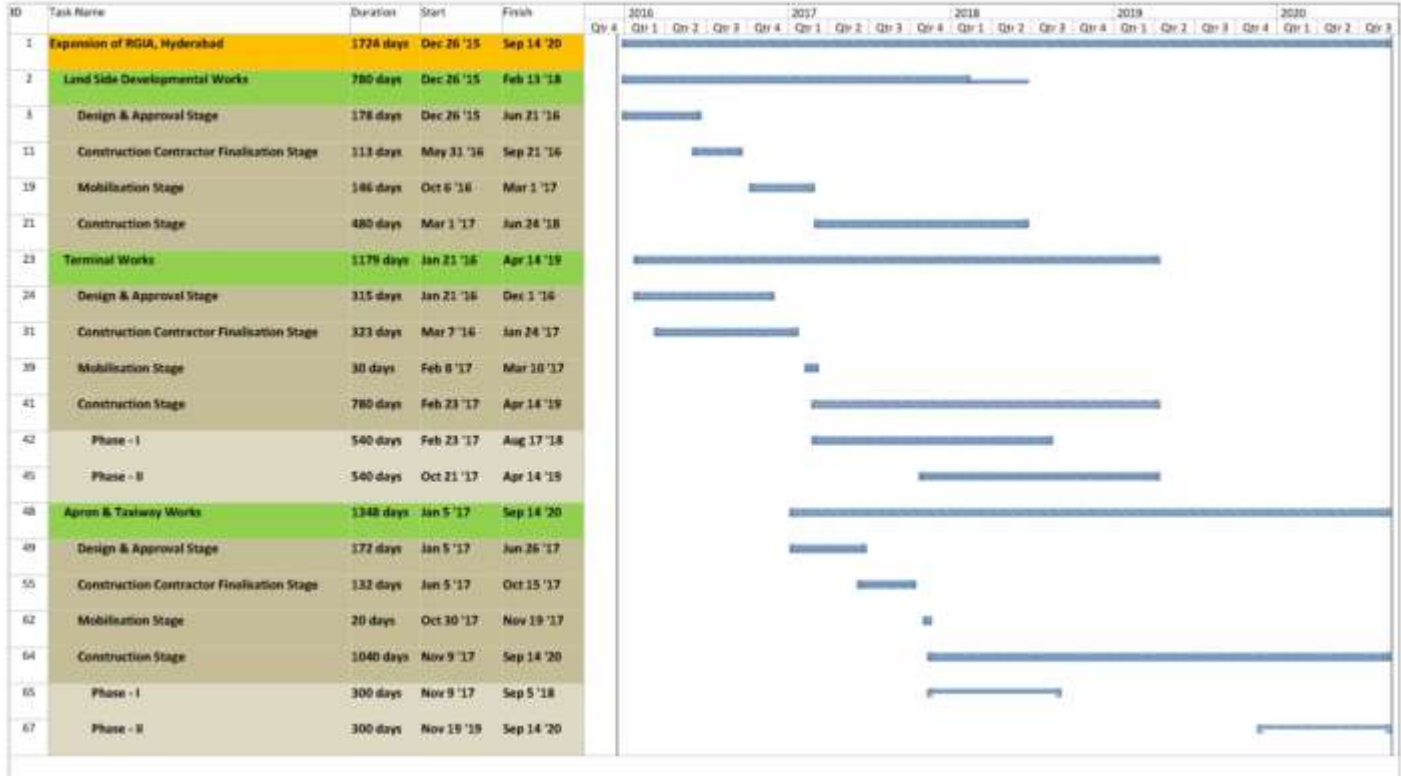 ID Task Name Duration Start Finish 2016 2017 2018 2019 2020
Qtr 4 Qtr 1 Qtr 2 Qtr 3 Qtr 4 Qtr 1 Qtr 2 Qtr 3 Qtr 4 Qtr 1 Qtr 2 Qtr 3 Qtr 4 Qtr 1 Qtr 2 Qtr 3 Qtr 4 Qtr 1 Qtr 2 Qtr 3
1 Expansion of RGIA, Hyderabad 1724 days Dec 26 '15 Sep 14 '20
2 Land Side Developmental Works 780 days Dec 26 '15 Feb 13 '18
3 Design & Approval Stage 178 days Dec 26 '15 Jun 21 '16
11 Construction Contractor Finalisation Stage 113 days May 31 '16 Sep 21 '16
19 Mobilisation Stage 146 days Oct 6 '16 Mar 1 '17
21 Construction Stage 480 days Mar 1 '17 Jun 24 '18
23 Terminal Works 1179 days Jan 21 '16 Apr 14 '19
24 Design & Approval Stage 315 days Jan 21 '16 Dec 1 '16
31 Construction Contractor Finalisation Stage 323 days Mar 7 '16 Jan 24 '17
39 Mobilisation Stage 30 days Feb 8 '17 Mar 10 '17
41 Construction Stage 780 days Feb 23 '17 Apr 14 '19
42 Phase - I 540 days Feb 23 '17 Aug 17 '18
45 Phase - II 540 days Oct 21 '17 Apr 14 '19
48 Apron & Taxiway Works 1348 days Jan 5 '17 Sep 14 '20
49 Design & Approval Stage 172 days Jan 5 '17 Jun 26 '17
55 Construction Contractor Finalisation Stage 132 days Jun 5 '17 Oct 15 '17
62 Mobilisation Stage 20 days Oct 30 '17 Nov 19 '17
64 Construction Stage 1040 days Nov 9 '17 Sep 14 '20
65 Phase - I 300 days Nov 9 '17 Sep 5 '18
67 Phase - II 300 days Nov 19 '19 Sep 14 '20